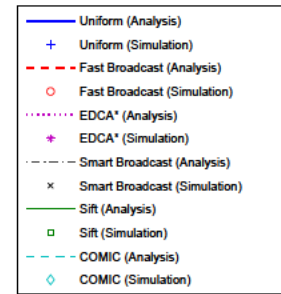 Uniform (Analysis)
Uniform (Simulation)
Fast Broadcast (Analysis)
Fast Broadcast (Simulation)
EDCA* (Analysis)
EDCA* (Simulation)
Smart Broadcast (Analysis)
Smart Broadcast (Simulation)
Sift (Analysis)
Sift (Simulation)
COMIC (Analysis)
COMIC (Simulation)